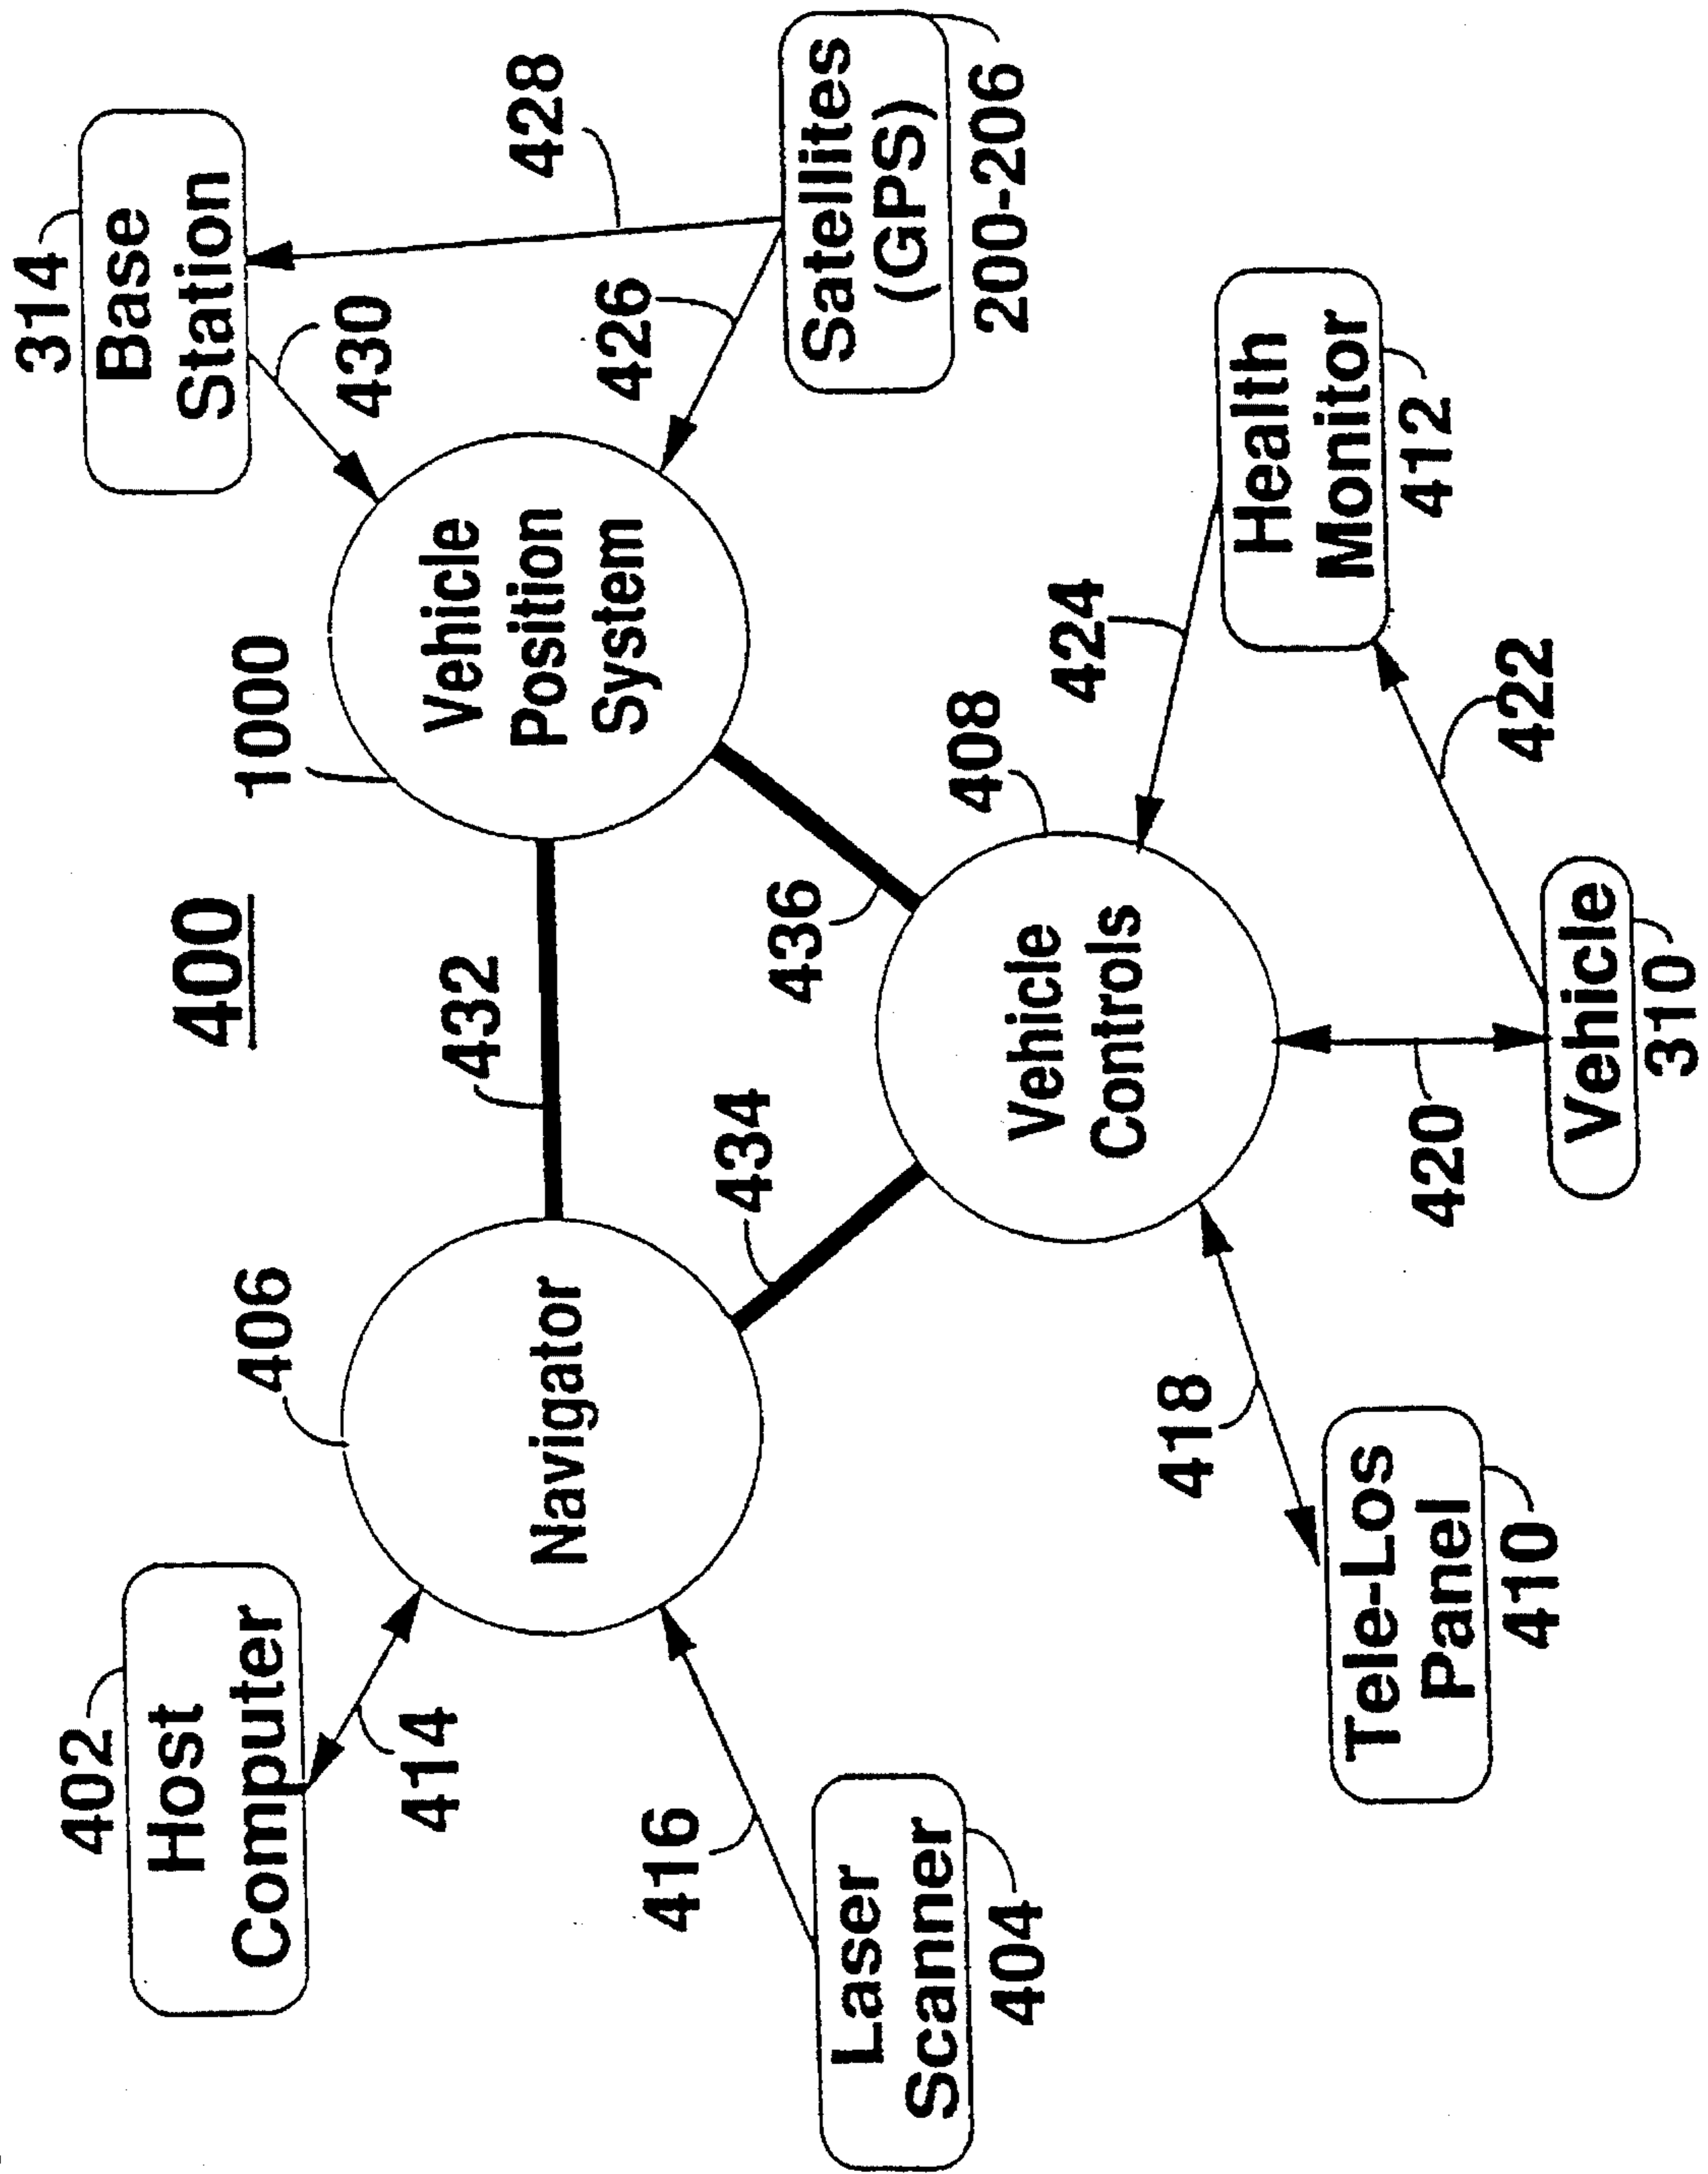 400
402
Host
Computer
414
406
Navigator
432
1000
Vehicle
Position
System
314
Base
Station
430
428
426
Satellites
(GPS)
200-206
416
Laser
Scanner
404
434
436
408
Vehicle
Controls
424
Health
Monitor
412
418
Tele-Los
Panel
410
420
422
Vehicle
310